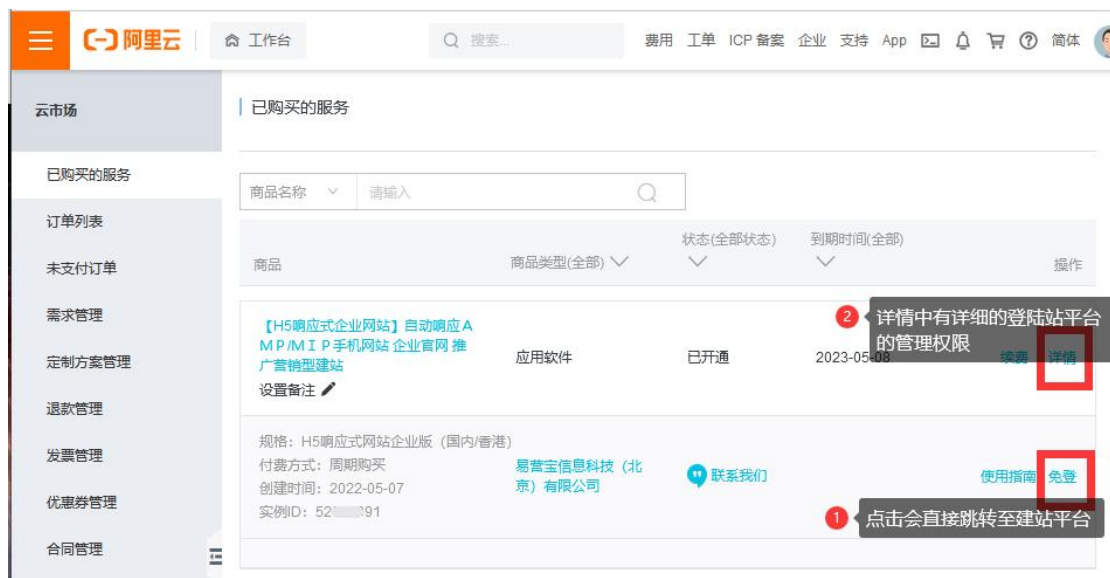 阿里云 工作台 搜索... 费用 工单 ICP 备案 企业 支持 App 简体
云市场
已购买的服务
订单列表
未支付订单
需求管理
定制方案管理
退款管理
发票管理
优惠券管理
合同管理
已购买的服务
商品名称 请输入
商品 商品类型(全部) 状态(全部状态) 到期时间(全部) 操作
【H5响应式企业网站】自动响应A
MP/MIP手机网站 企业官网 推
广营销型建站
设置备注
应用软件 已开通 2023-05-08 续费 详情
2 详情中有详细的登陆站平台
的管理权限
规格：H5响应式网站企业版（国内/香港）
付费方式：周期购买
创建时间：2022-05-07
实例ID：52 91
易营宝信息科技（北
京）有限公司
联系我们
使用指南 免登
1 点击会直接跳转至建站平台